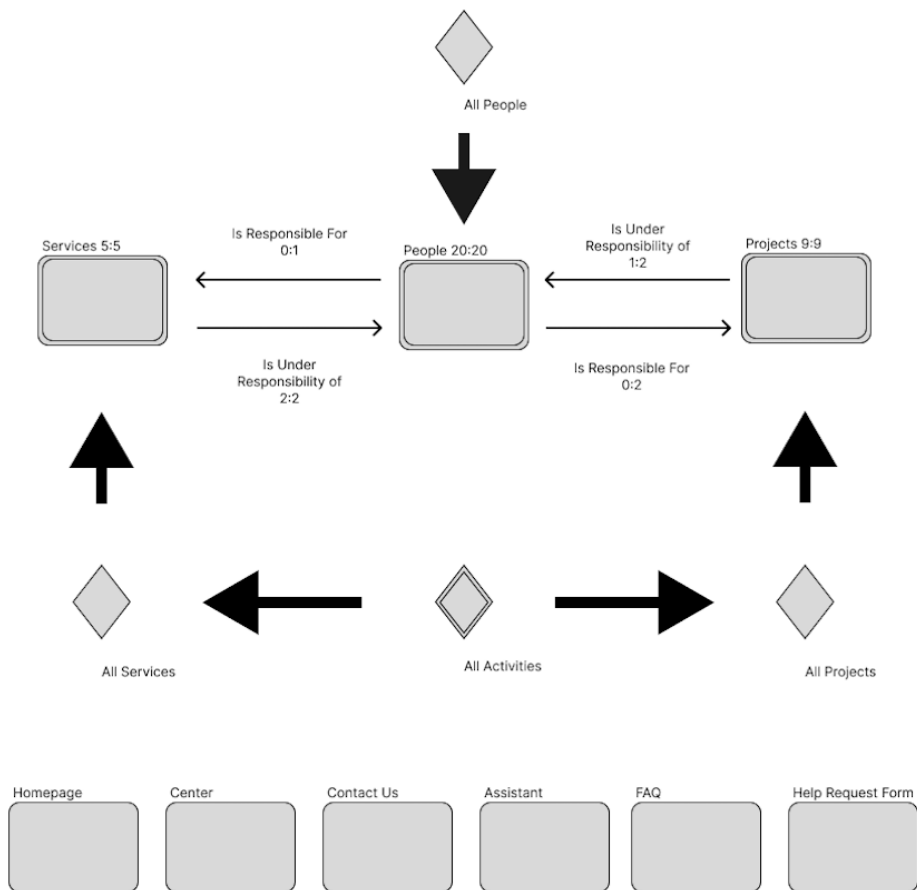 All People
Services 5:5
Is Responsible For
0:1
People 20:20
Is Under
Responsibility of
1:2
Projects 9:9
Is Under
Responsibility of
2:2
Is Responsible For
0:2
All Services
All Activities
All Projects
Homepage
Center
Contact Us
Assistant
FAQ
Help Request Form